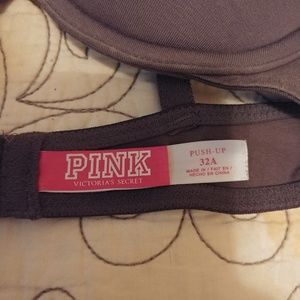 PINK
VICTORIA'S SECRET
PUSH-UP
32A
MADE IN / FAIT EN /
HECHO EN CHINA